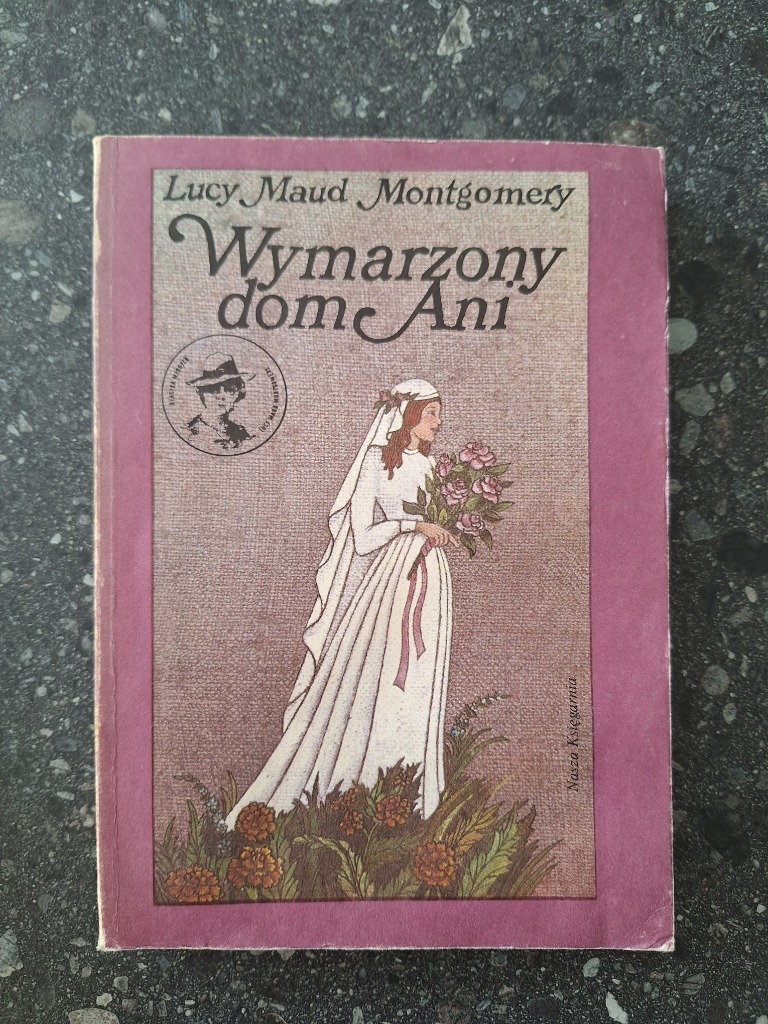 Lucy Maud Montgomery
Wymarzony
dom Ani
Nasza Księgarnia